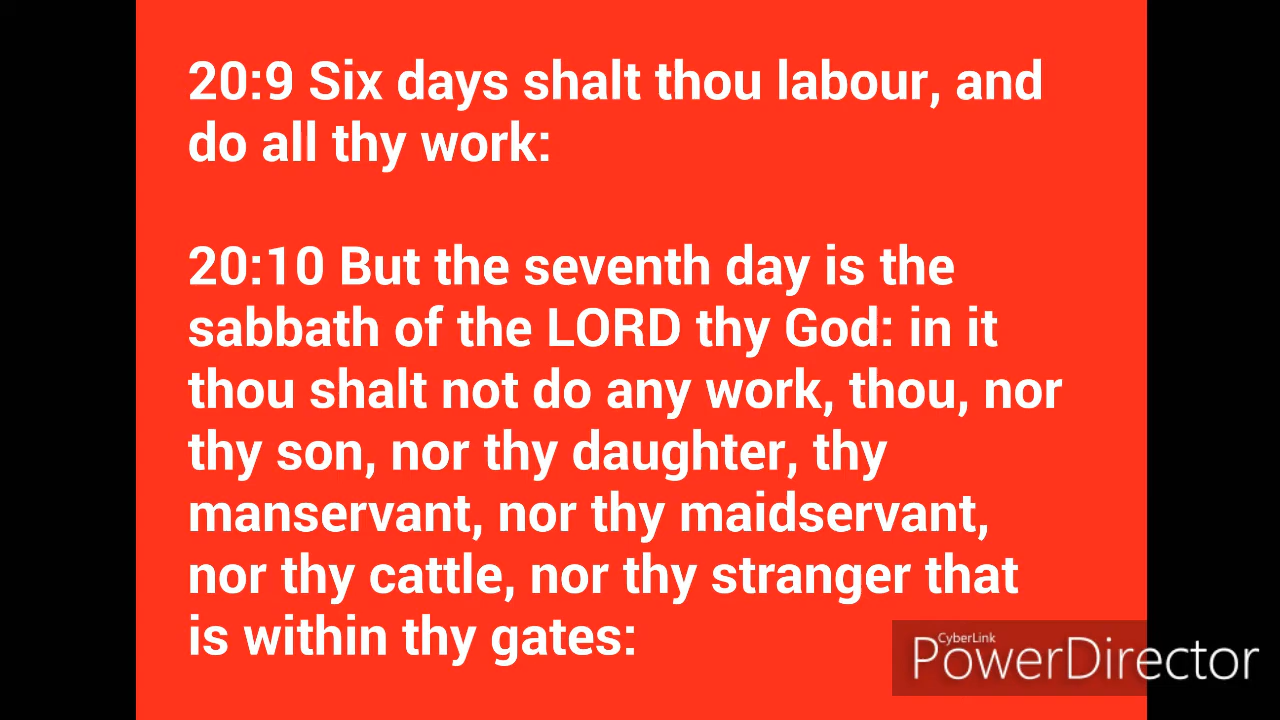 20:9 Six days shalt thou labour, and
do all thy work:
20:10 But the seventh day is the
sabbath of the LORD thy God: in it
thou shalt not do any work, thou, nor
thy son, nor thy daughter, thy
manservant, nor thy maidservant,
nor thy cattle, nor thy stranger that
is within thy gates:
CyberLink
PowerDirector